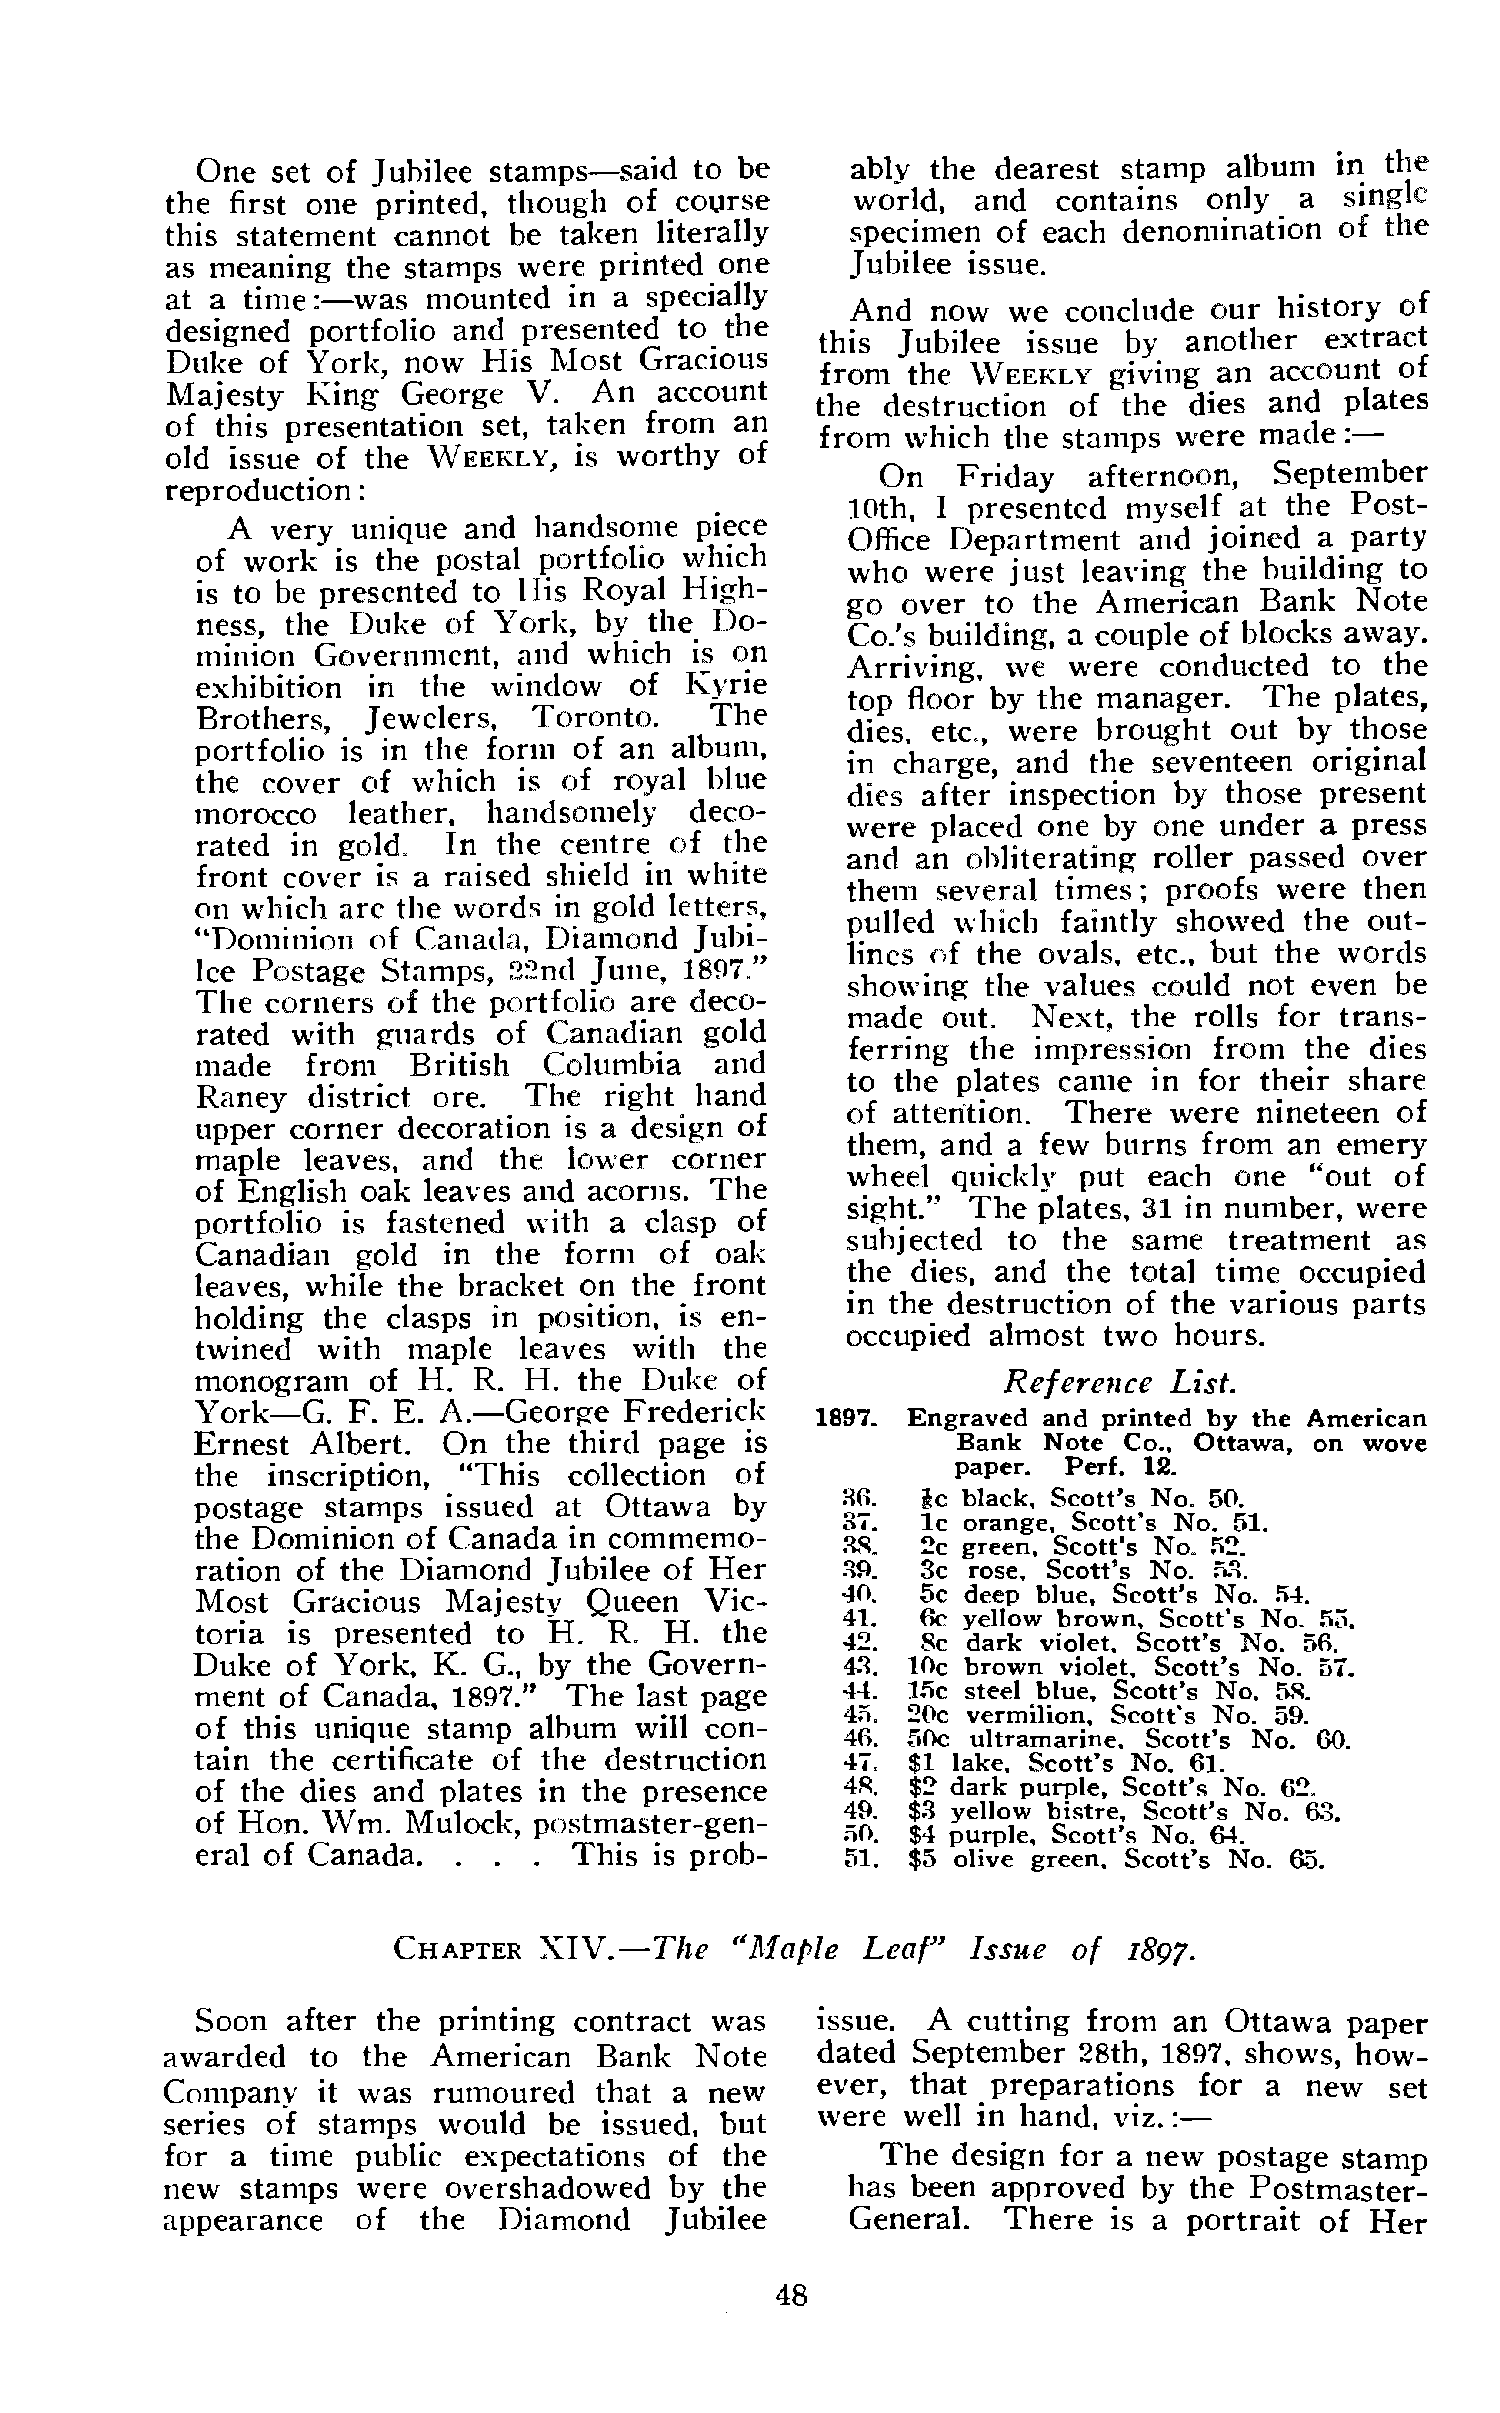 One set of Jubilee stamps—said to be
the first one printed, though of course
this statement cannot be taken literally
as meaning the stamps were printed one
at a time:—was mounted in a specially
designed portfolio and presented to the
Duke of York, now His Most Gracious
Majesty King George V. An account
of this presentation set, taken from an
old issue of the WEEKLY, is worthy of
reproduction:
A very unique and handsome piece
of work is the postal portfolio which
is to be presented to His Royal High-
ness, the Duke of York, by the Do-
minion Government, and which is on
exhibition in the window of Kyrie
Brothers, Jewelers, Toronto. The
portfolio is in the form of an album,
the cover of which is of royal blue
morocco leather, handsomely deco-
rated in gold. In the centre of the
front cover is a raised shield in white
on which are the words in gold letters,
"Dominion of Canada, Diamond Jubi-
lee Postage Stamps, 22nd June, 1897."
The corners of the portfolio are deco-
rated with guards of Canadian gold
made from British Columbia and
Raney district ore. The right hand
upper corner decoration is a design of
maple leaves, and the lower corner
of English oak leaves and acorns. The
portfolio is fastened with a clasp of
Canadian gold in the form of oak
leaves, while the bracket on the front
holding the clasps in position, is en-
twined with maple leaves with the
monogram of H. R. H. the Duke of
York—G. F. E. A.—George Frederick
Ernest Albert. On the third page is
the inscription, "This collection of
postage stamps issued at Ottawa by
the Dominion of Canada in commemo-
ration of the Diamond Jubilee of Her
Most Gracious Majesty Queen Vic-
toria is presented to H. R. H. the
Duke of York, K. G., by the Govern-
ment of Canada, 1897." The last page
of this unique stamp album will con-
tain the certificate of the destruction
of the dies and plates in the presence
of Hon. Wm. Mulock, postmaster-gen-
eral of Canada. . . . This is prob-
ably the dearest stamp album in the
world, and contains only a single
specimen of each denomination of the
Jubilee issue.
And now we conclude our history of
this Jubilee issue by another extract
from the WEEKLY giving an account of
the destruction of the dies and plates
from which the stamps were made:—
On Friday afternoon, September
10th, I presented myself at the Post-
Office Department and joined a party
who were just leaving the building to
go over to the American Bank Note
Co.'s building, a couple of blocks away.
Arriving, we were conducted to the
top floor by the manager. The plates,
dies, etc., were brought out by those
in charge, and the seventeen original
dies after inspection by those present
were placed one by one under a press
and an obliterating roller passed over
them several times; proofs were then
pulled which faintly showed the out-
lines of the ovals, etc., but the words
showing the values could not even be
made out. Next, the rolls for trans-
ferring the impression from the dies
to the plates came in for their share
of attention. There were nineteen of
them, and a few burns from an emery
wheel quickly put each one "out of
sight." The plates, 31 in number, were
subjected to the same treatment as
the dies, and the total time occupied
in the destruction of the various parts
occupied almost two hours.
Reference List.
1897. Engraved and printed by the American
Bank Note Co., Ottawa, on wove
paper. Perf. 12.
36. ½c black, Scott's No. 50.
37. 1c orange, Scott's No. 51.
38. 2c green, Scott's No. 52.
39. 3c rose, Scott's No. 53.
40. 5c deep blue, Scott's No. 54.
41. 6c yellow brown, Scott's No. 55.
42. 8c dark violet, Scott's No. 56.
43. 10c brown violet, Scott's No. 57.
44. 15c steel blue, Scott's No. 58.
45. 20c vermilion, Scott's No. 59.
46. 50c ultramarine, Scott's No. 60.
47. $1 lake, Scott's No. 61.
48. $2 dark purple, Scott's No. 62.
49. $3 yellow bistre, Scott's No. 63.
50. $4 purple, Scott's No. 64.
51. $5 olive green, Scott's No. 65.
CHAPTER XIV.—The "Maple Leaf" Issue of 1897.
Soon after the printing contract was
awarded to the American Bank Note
Company it was rumoured that a new
series of stamps would be issued, but
for a time public expectations of the
new stamps were overshadowed by the
appearance of the Diamond Jubilee
issue. A cutting from an Ottawa paper
dated September 28th, 1897, shows, how-
ever, that preparations for a new set
were well in hand, viz.:—
The design for a new postage stamp
has been approved by the Postmaster-
General. There is a portrait of Her
48